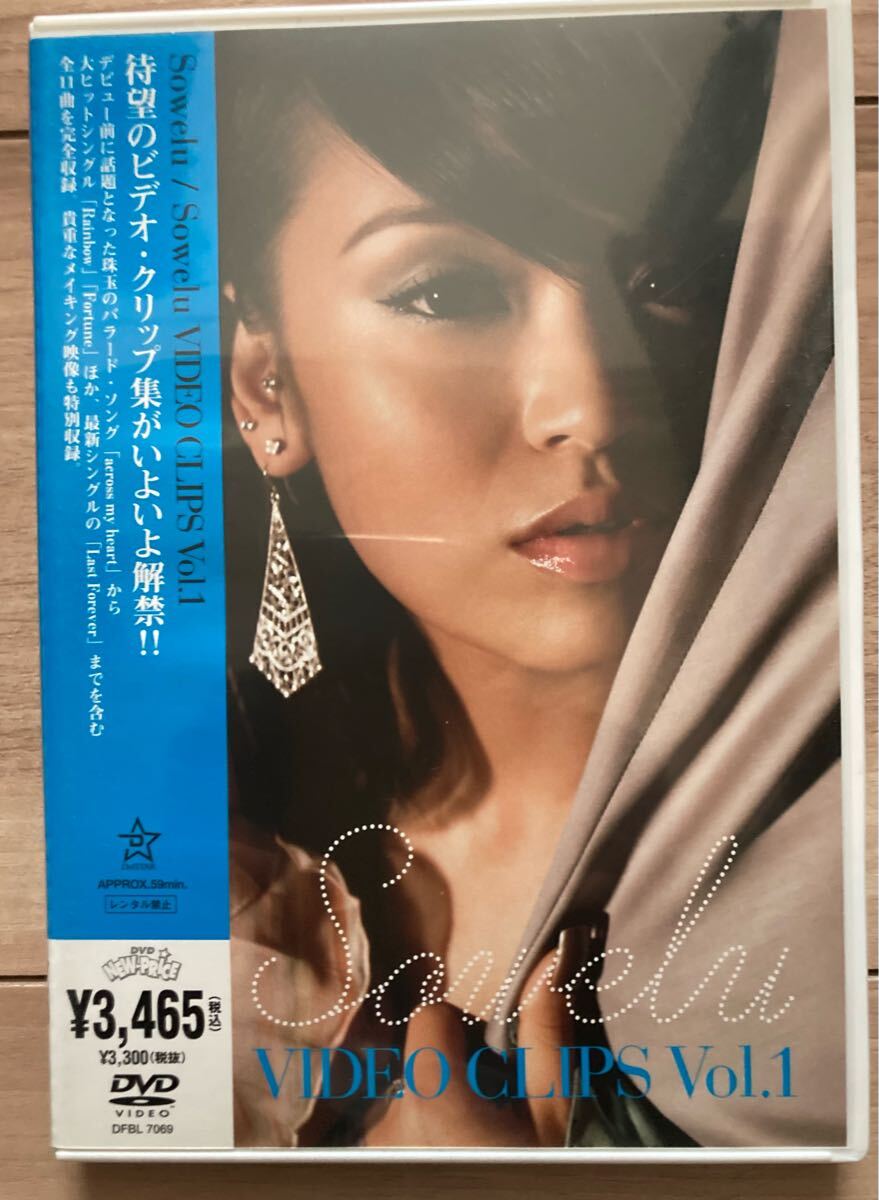 Sowelu / Sowelu VIDEO CLIPS Vol.1
待望のビデオ・クリップ集がいよいよ解禁!!
デビュー前に話題となった珠玉のバラード・ソング「across my heart」から
大ヒットシングル「Rainbow」「Fortune」ほか、最新シングルの「Last Forever」までを含む
全11曲を完全収録。貴重なメイキング映像も特別収録。
D
DefSTAR
APPROX.59min.
レンタル禁止
DVD
NEW-PRICE
¥3,465(税込)
¥3,300(税抜)
DVD
VIDEO™
DFBL 7069
Sowelu
VIDEO CLIPS Vol.1